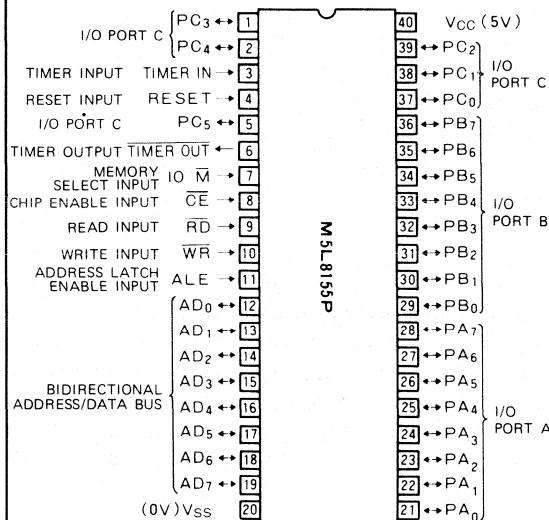 I/O PORT C
PC3 ↔ 1
PC4 ↔ 2
TIMER INPUT TIMER IN → 3
RESET INPUT RESET → 4
I/O PORT C PC5 ↔ 5
TIMER OUTPUT TIMER OUT ← 6
MEMORY
SELECT INPUT IO M → 7
CHIP ENABLE INPUT CE → 8
READ INPUT RD → 9
WRITE INPUT WR → 10
ADDRESS LATCH
ENABLE INPUT ALE → 11
BIDIRECTIONAL
ADDRESS/DATA BUS
AD0 ↔ 12
AD1 ↔ 13
AD2 ↔ 14
AD3 ↔ 15
AD4 ↔ 16
AD5 ↔ 17
AD6 ↔ 18
AD7 ↔ 19
(0V) VSS 20
M5L8155P
40 VCC (5V)
39 ↔ PC2
38 ↔ PC1
37 ↔ PC0
I/O
PORT C
36 ↔ PB7
35 ↔ PB6
34 ↔ PB5
33 ↔ PB4
32 ↔ PB3
31 ↔ PB2
30 ↔ PB1
29 ↔ PB0
I/O
PORT B
28 ↔ PA7
27 ↔ PA6
26 ↔ PA5
25 ↔ PA4
24 ↔ PA3
23 ↔ PA2
22 ↔ PA1
21 ↔ PA0
I/O
PORT A